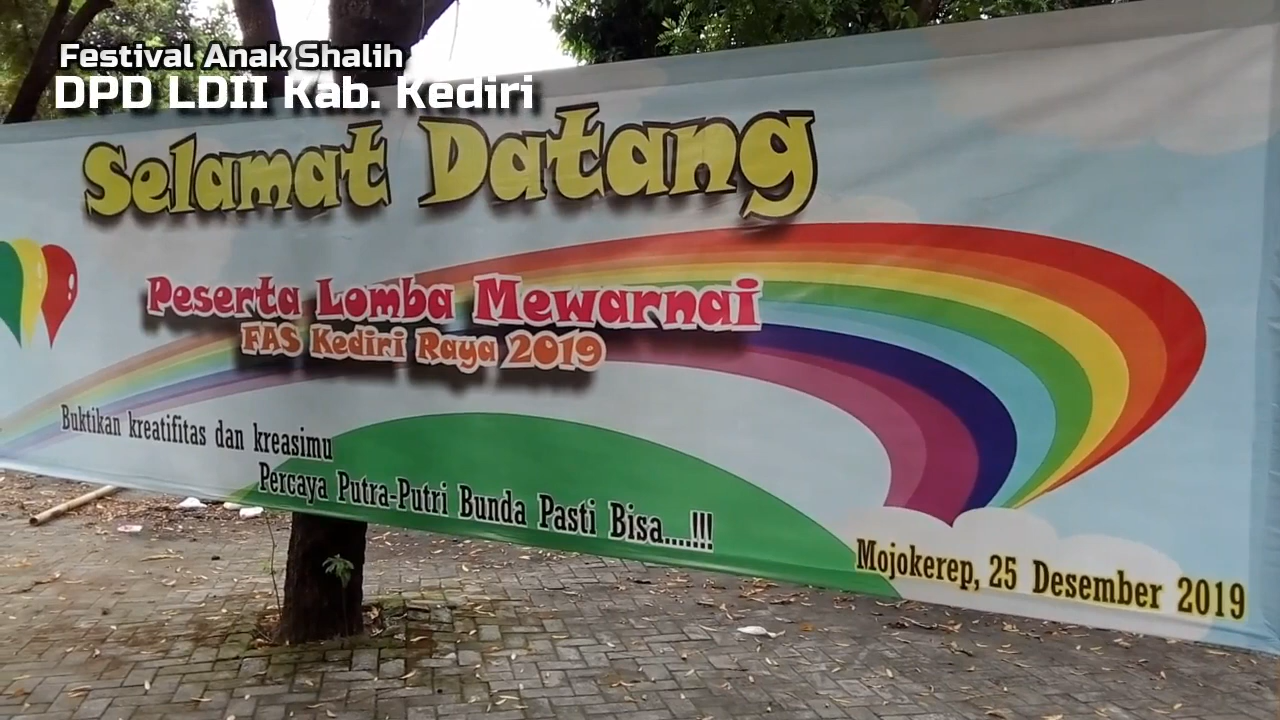 Festival Anak Shalih
DPD LDII Kab. Kediri
Selamat Datang
Peserta Lomba Mewarnai
FAS Kediri Raya 2019
Buktikan kreatifitas dan kreasimu
Percaya Putra-Putri Bunda Pasti Bisa....!!!
Mojokerep, 25 Desember 2019